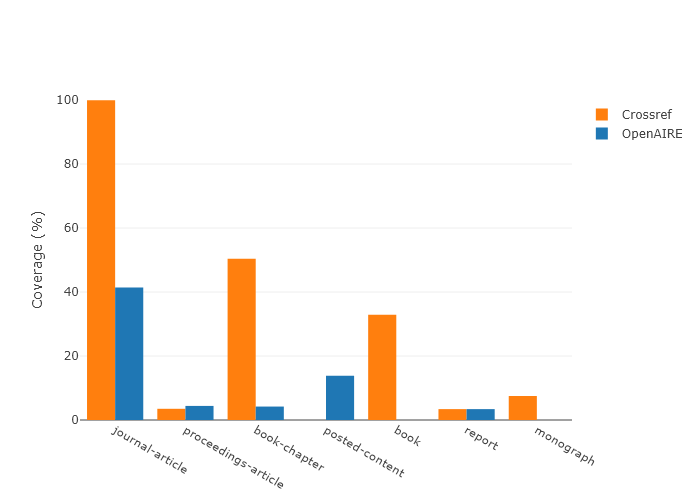 100
80
60
40
20
0
Coverage (%)
journal-article
proceedings-article
book-chapter
posted-content
book
report
monograph
Crossref
OpenAIRE